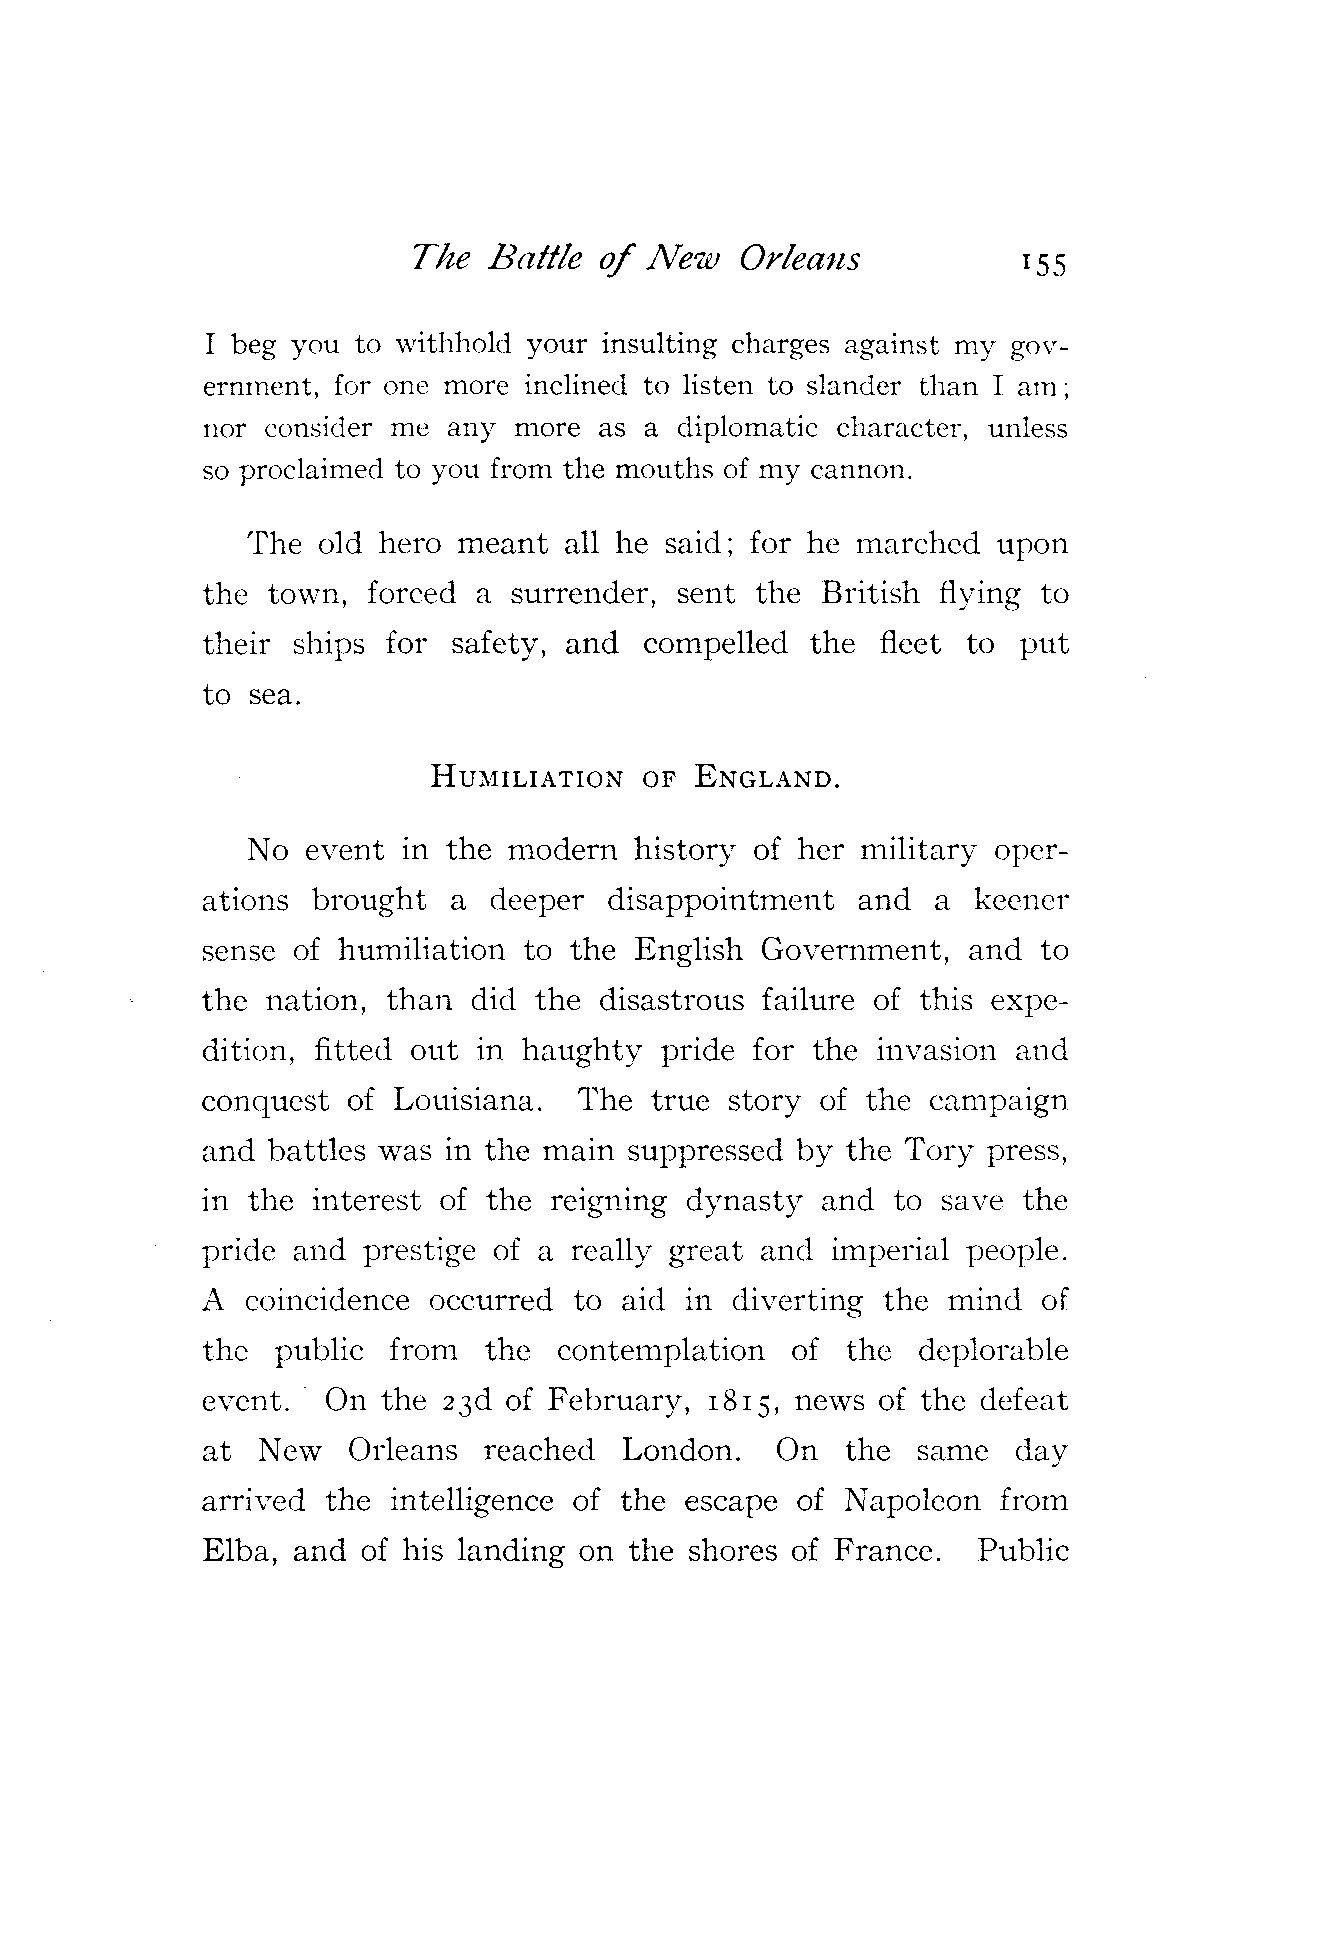 The Battle of New Orleans 155
I beg you to withhold your insulting charges against my gov-
ernment, for one more inclined to listen to slander than I am;
nor consider me any more as a diplomatic character, unless
so proclaimed to you from the mouths of my cannon.
The old hero meant all he said; for he marched upon
the town, forced a surrender, sent the British flying to
their ships for safety, and compelled the fleet to put
to sea.
HUMILIATION OF ENGLAND.
No event in the modern history of her military oper-
ations brought a deeper disappointment and a keener
sense of humiliation to the English Government, and to
the nation, than did the disastrous failure of this expe-
dition, fitted out in haughty pride for the invasion and
conquest of Louisiana. The true story of the campaign
and battles was in the main suppressed by the Tory press,
in the interest of the reigning dynasty and to save the
pride and prestige of a really great and imperial people.
A coincidence occurred to aid in diverting the mind of
the public from the contemplation of the deplorable
event. On the 23d of February, 1815, news of the defeat
at New Orleans reached London. On the same day
arrived the intelligence of the escape of Napoleon from
Elba, and of his landing on the shores of France. Public